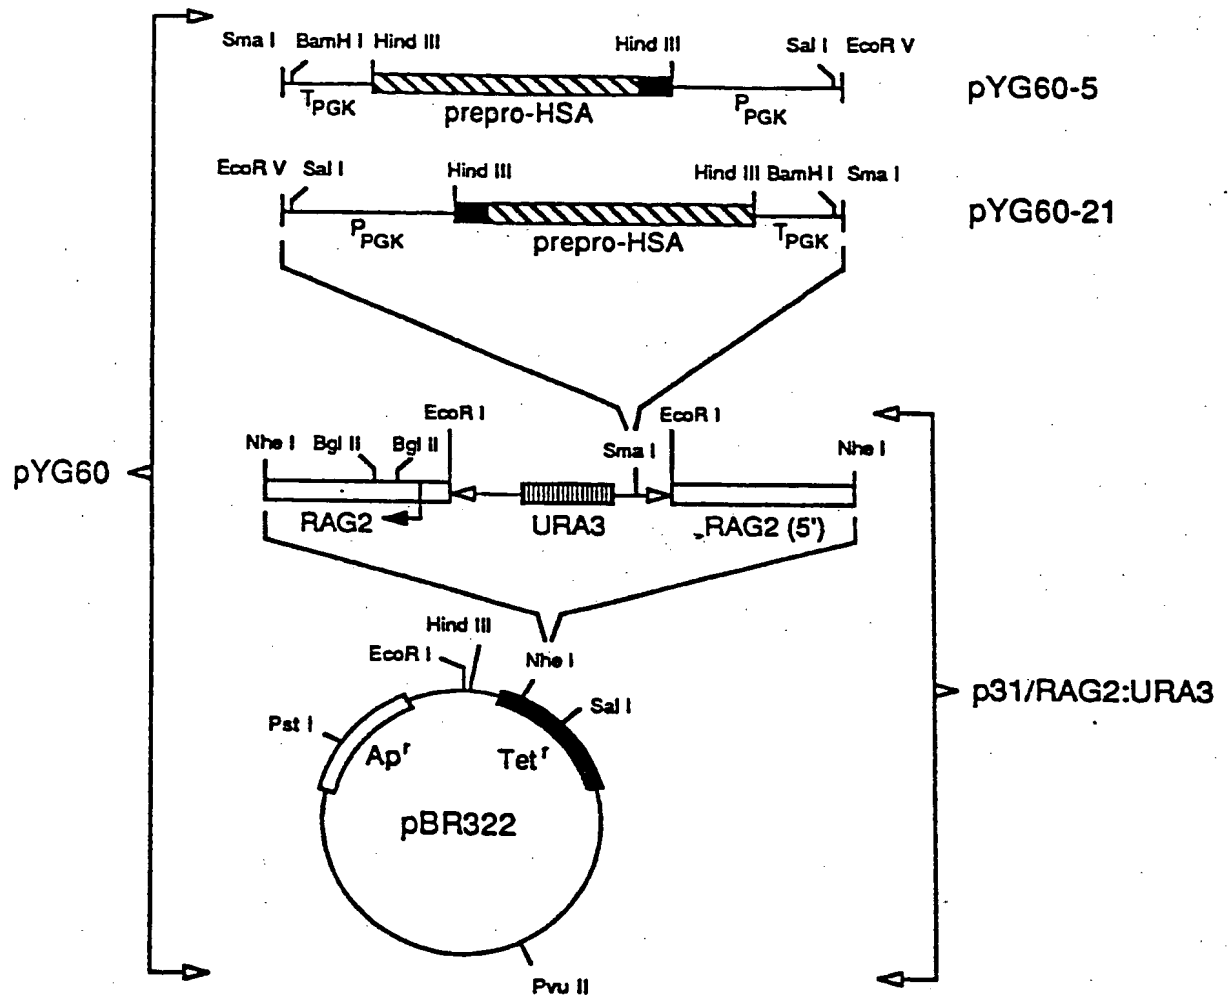 Sma I BamH I Hind III Hind III Sal I EcoR V
TPGK prepro-HSA PPGK pYG60-5
EcoR V Sal I Hind III Hind III BamH I Sma I
PPGK prepro-HSA TPGK pYG60-21
EcoR I EcoR I
Nhe I Bgl II Bgl II Sma I Nhe I
pYG60
RAG2 URA3 RAG2 (5')
Hind III
EcoR I Nhe I
Pst I Sal I
p31/RAG2:URA3
Apr Tetr
pBR322
Pvu II